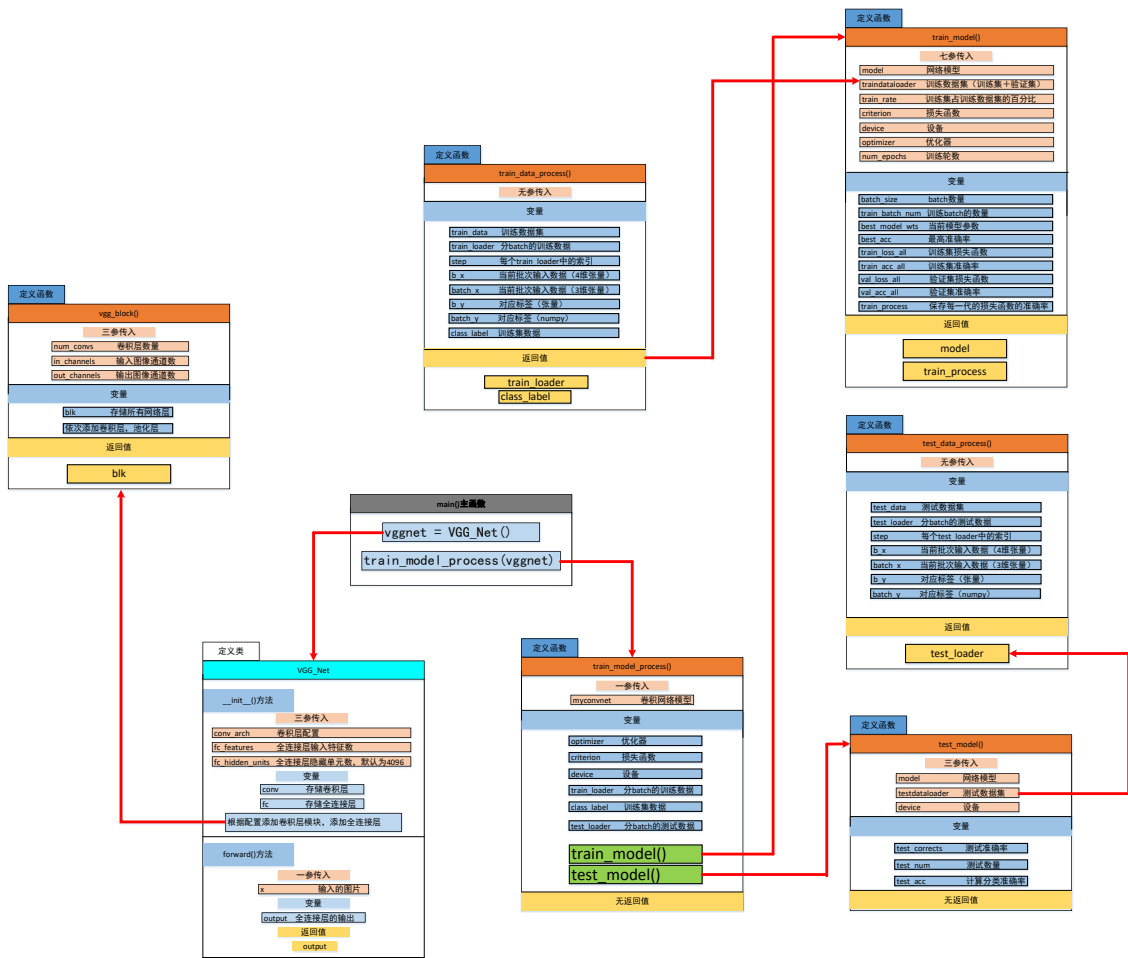 定义函数
train_model()
七参传入
model 网络模型
traindataloader 训练数据集（训练集＋验证集）
train_rate 训练集占训练数据集的百分比
criterion 损失函数
device 设备
optimizer 优化器
num_epochs 训练轮数
变量
batch_size batch数量
train_batch_num 训练batch的数量
best_model_wts 当前模型参数
best_acc 最高准确率
train_loss_all 训练集损失函数
train_acc_all 训练集准确率
val_loss_all 验证集损失函数
val_acc_all 验证集准确率
train_process 保存每一代的损失函数的准确率
返回值
model
train_process
定义函数
train_data_process()
无参传入
变量
train_data 训练数据集
train_loader 分batch的训练数据
step 每个train_loader中的索引
b_x 当前批次输入数据（4维张量）
batch_x 当前批次输入数据（3维张量）
b_y 对应标签（张量）
batch_y 对应标签（numpy）
class_label 训练集数据
返回值
train_loader
class_label
定义函数
vgg_block()
三参传入
num_convs 卷积层数量
in_channels 输入图像通道数
out_channels 输出图像通道数
变量
blk 存储所有网络层
依次添加卷积层，池化层
返回值
blk
定义函数
test_data_process()
无参传入
变量
test_data 测试数据集
test_loader 分batch的测试数据
step 每个test_loader中的索引
b_x 当前批次输入数据（4维张量）
batch_x 当前批次输入数据（3维张量）
b_y 对应标签（张量）
batch_y 对应标签（numpy）
返回值
test_loader
main()主函数
vggnet = VGG_Net()
train_model_process(vggnet)
定义类
VGG_Net
__init__()方法
三参传入
conv_arch 卷积层配置
fc_features 全连接层输入特征数
fc_hidden_units 全连接层隐藏单元数，默认为4096
变量
conv 存储卷积层
fc 存储全连接层
根据配置添加卷积层模块，添加全连接层
forward()方法
一参传入
x 输入的图片
变量
output 全连接层的输出
返回值
output
定义函数
train_model_process()
一参传入
myconvnet 卷积网络模型
变量
optimizer 优化器
criterion 损失函数
device 设备
train_loader 分batch的训练数据
class_label 训练集数据
test_loader 分batch的测试数据
train_model()
test_model()
无返回值
定义函数
test_model()
三参传入
model 网络模型
testdataloader 测试数据集
device 设备
变量
test_corrects 测试准确率
test_num 测试数量
test_acc 计算分类准确率
无返回值